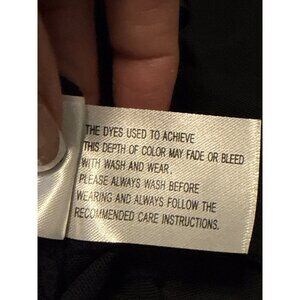 THE DYES USED TO ACHIEVE
THIS DEPTH OF COLOR MAY FADE OR BLEED
WITH WASH AND WEAR.
PLEASE ALWAYS WASH BEFORE
WEARING AND ALWAYS FOLLOW THE
RECOMMENDED CARE INSTRUCTIONS.